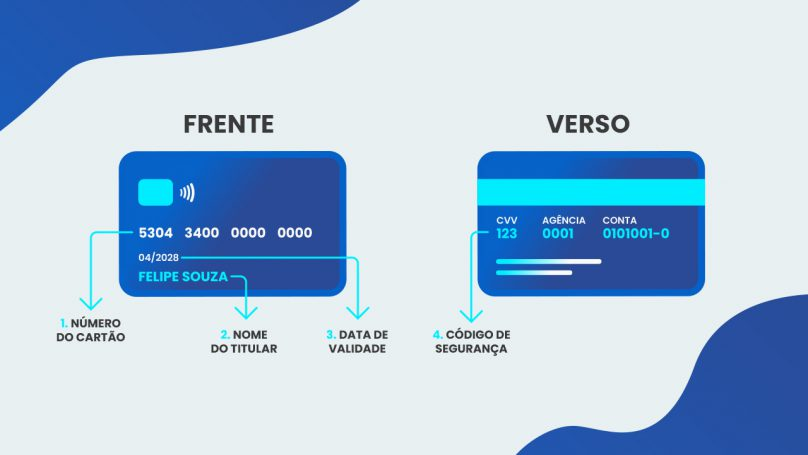 FRENTE
5304 3400 0000 0000
04/2028
FELIPE SOUZA
1. NÚMERO
DO CARTÃO
2. NOME
DO TITULAR
3. DATA DE
VALIDADE
VERSO
CVV AGÊNCIA CONTA
123 0001 0101001-0
4. CÓDIGO DE
SEGURANÇA